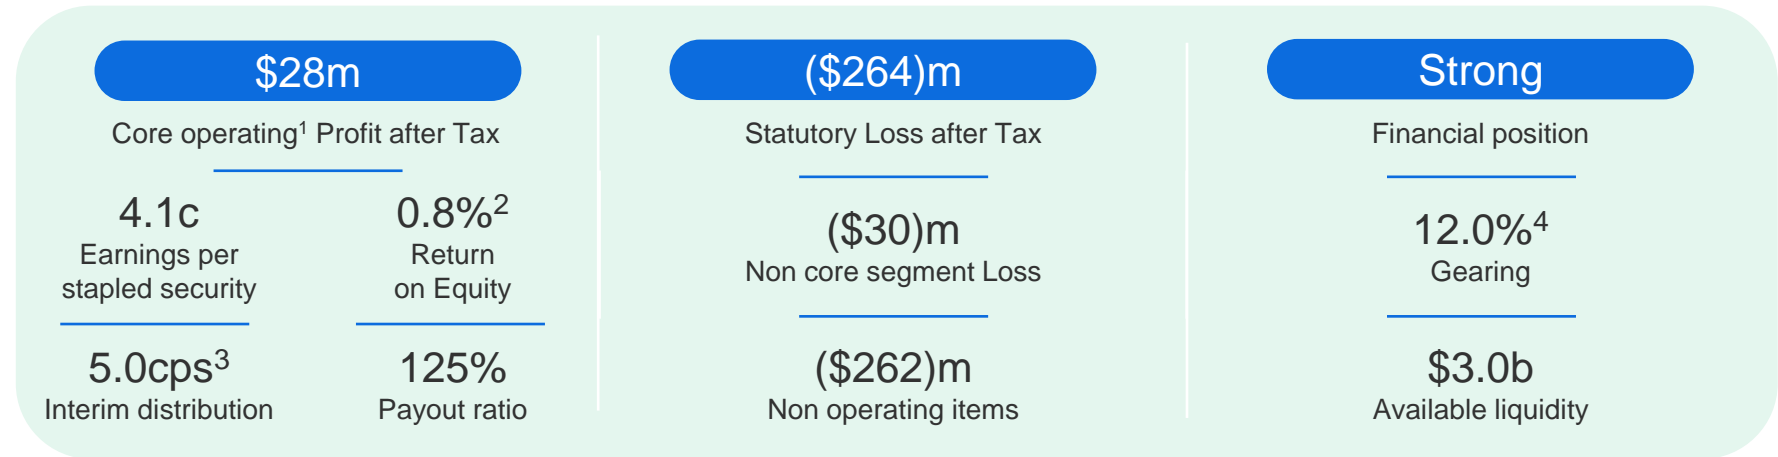 $28m
Core operating¹ Profit after Tax
4.1c
Earnings per
stapled security
0.8%²
Return
on Equity
5.0cps³
Interim distribution
125%
Payout ratio
($264)m
Statutory Loss after Tax
($30)m
Non core segment Loss
($262)m
Non operating items
Strong
Financial position
12.0%⁴
Gearing
$3.0b
Available liquidity